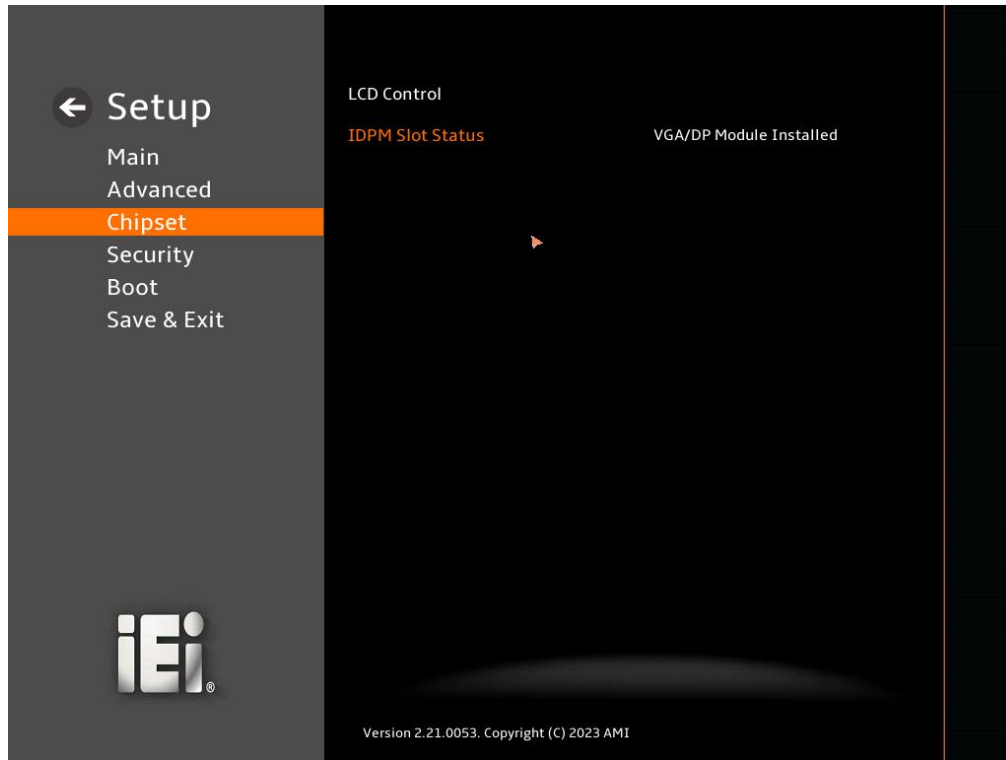 Setup
Main
Advanced
Chipset
Security
Boot
Save & Exit
iEi®
LCD Control
IDPM Slot Status VGA/DP Module Installed
Version 2.21.0053. Copyright (C) 2023 AMI